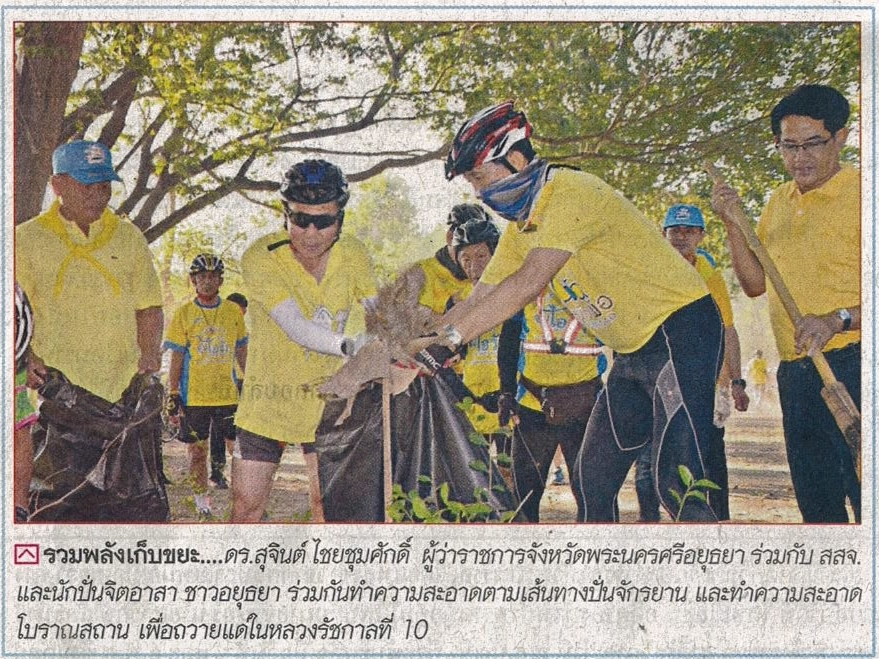 รวมพลังเก็บขยะ....ดร.สุจินต์ ไชยชุมศักดิ์ ผู้ว่าราชการจังหวัดพระนครศรีอยุธยา ร่วมกับ สสจ.
และนักปั่นจิตอาสา ชาวอยุธยา ร่วมกันทำความสะอาดตามเส้นทางปั่นจักรยาน และทำความสะอาด
โบราณสถาน เพื่อถวายแด่ในหลวงรัชกาลที่ 10